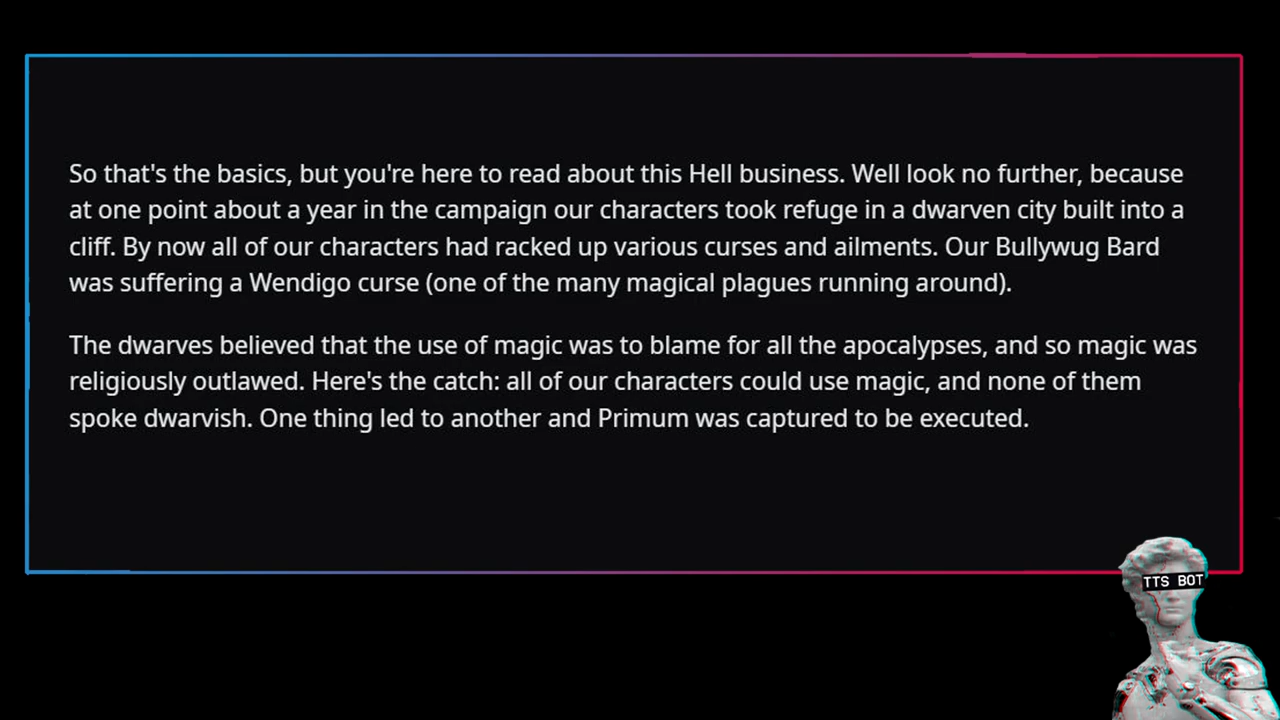 So that's the basics, but you're here to read about this Hell business. Well look no further, because
at one point about a year in the campaign our characters took refuge in a dwarven city built into a
cliff. By now all of our characters had racked up various curses and ailments. Our Bullywug Bard
was suffering a Wendigo curse (one of the many magical plagues running around).
The dwarves believed that the use of magic was to blame for all the apocalypses, and so magic was
religiously outlawed. Here's the catch: all of our characters could use magic, and none of them
spoke dwarvish. One thing led to another and Primum was captured to be executed.
TTS BOT